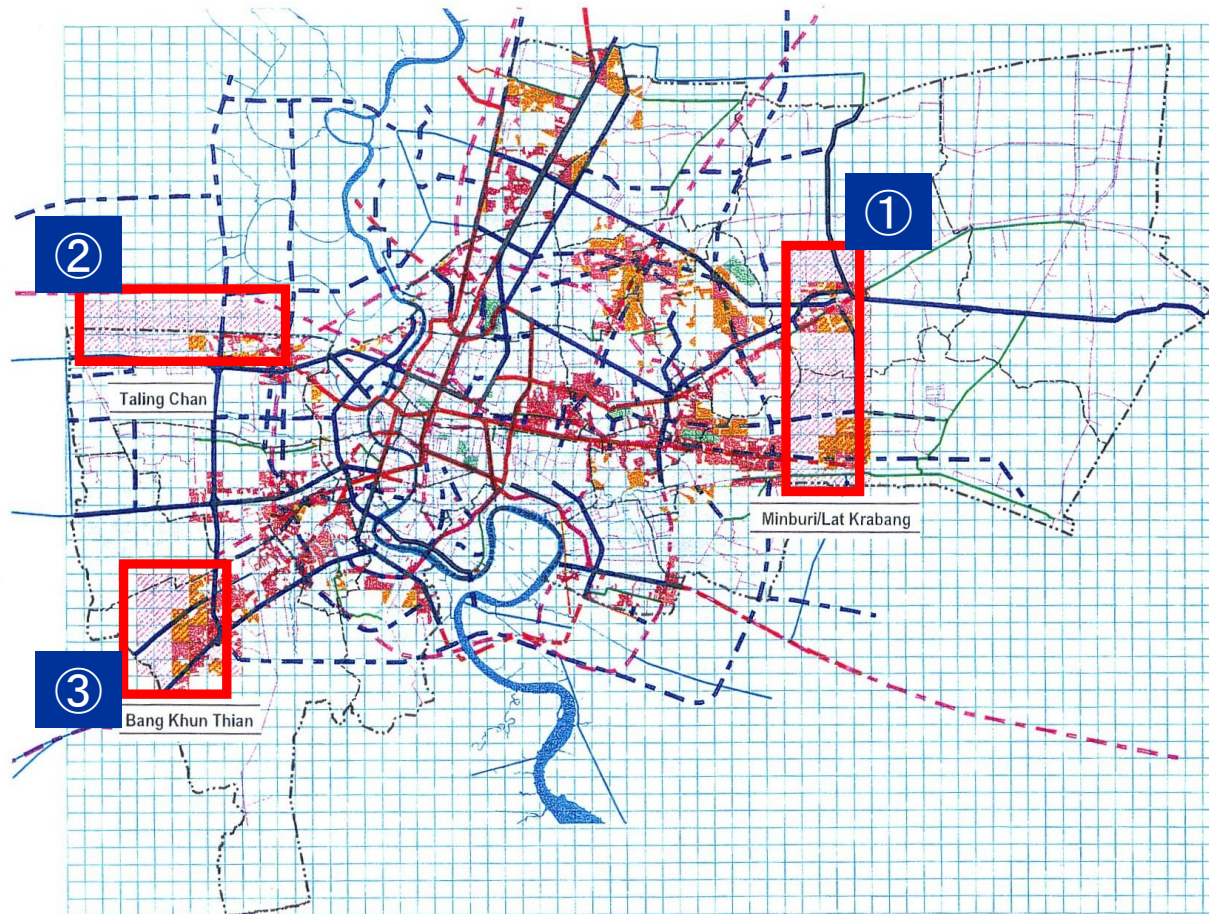 ①
②
Taling Chan
Minburi/Lat Krabang
③
Bang Khun Thian